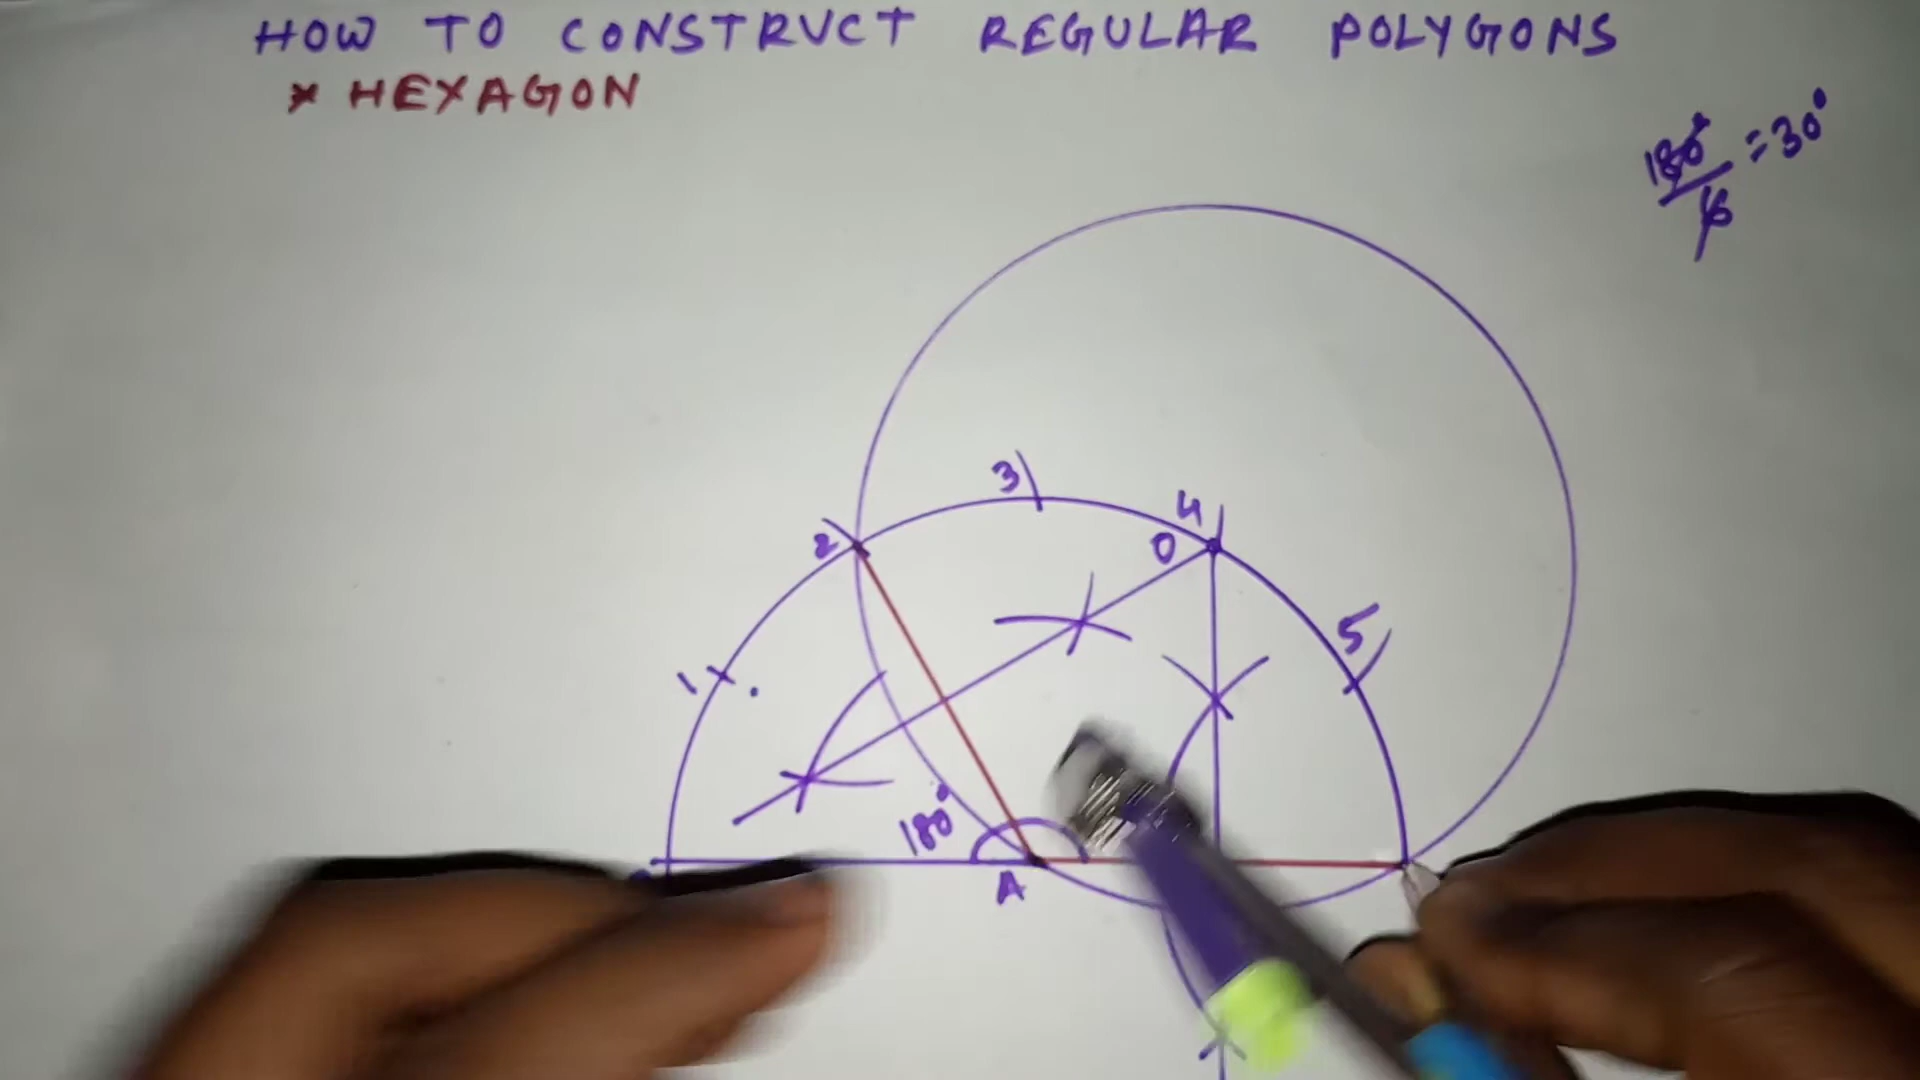 HOW TO CONSTRUCT REGULAR POLYGONS
* HEXAGON
180°/6 = 30°
3
4
2
O
5
1
180°
A